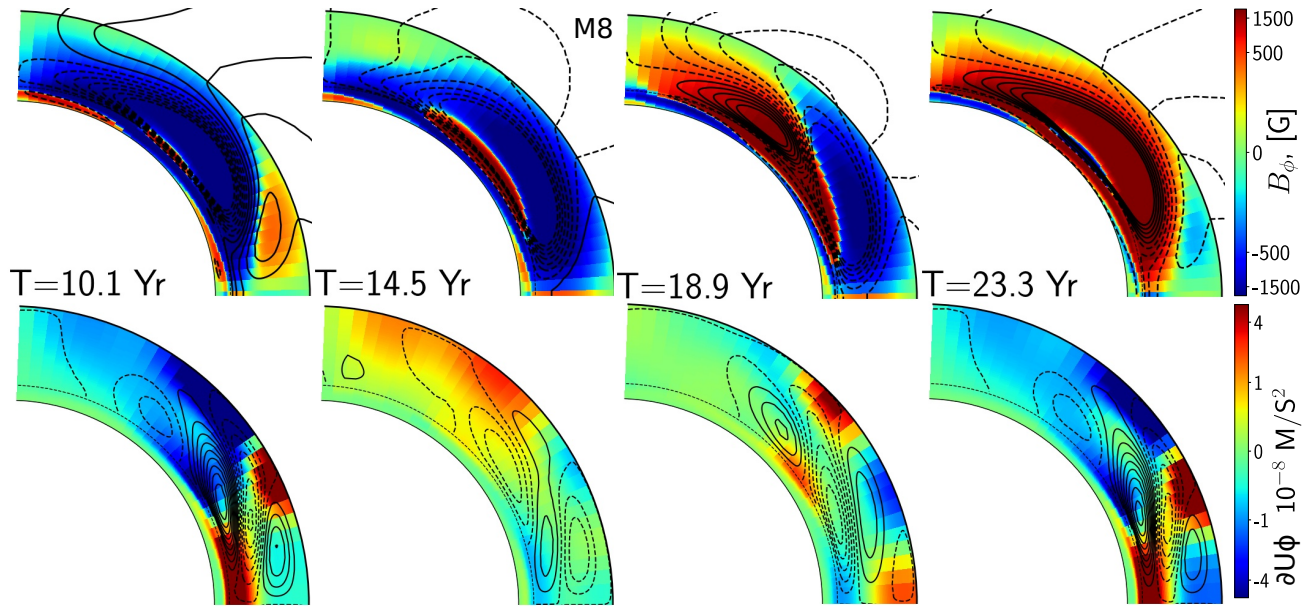 M8
1500
500
0
-500
-1500
B_ϕ, [G]
T=10.1 Yr
T=14.5 Yr
T=18.9 Yr
T=23.3 Yr
4
1
0
-1
-4
∂Uϕ 10⁻⁸ M/S²